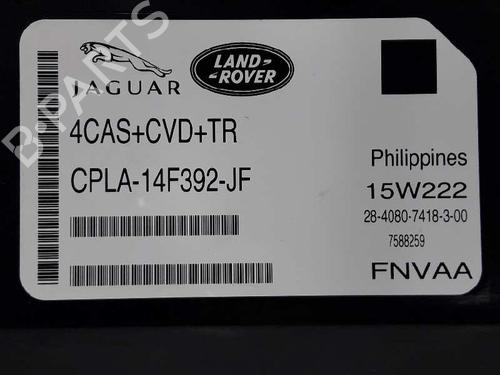 JAGUAR
LAND-
ROVER
4CAS+CVD+TR
CPLA-14F392-JF
Philippines
15W222
28-4080-7418-3-00
7588259
FNVAA
B-PARTS